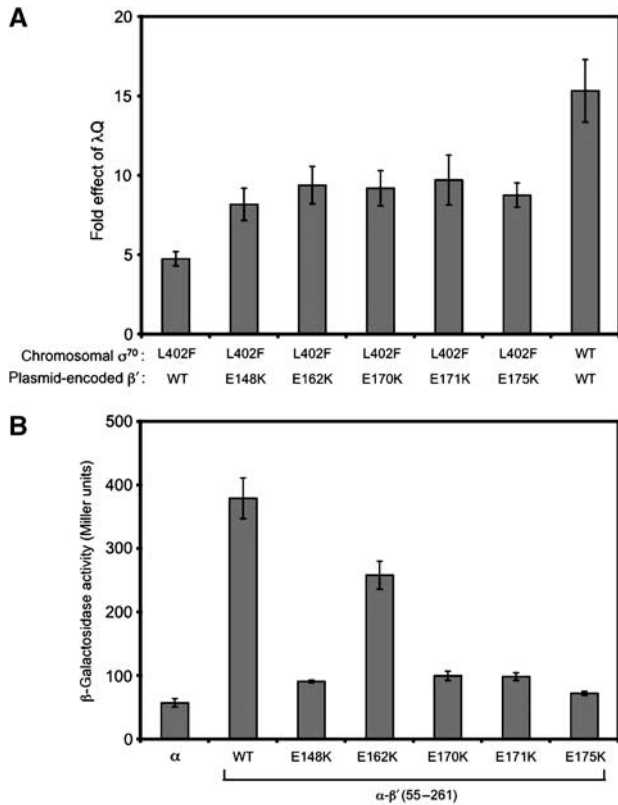 A
20
15
10
5
0
Fold effect of λQ
Chromosomal σ⁷⁰ : L402F L402F L402F L402F L402F L402F WT
Plasmid-encoded β′ : WT E148K E162K E170K E171K E175K WT
B
500
400
300
200
100
0
β-Galactosidase activity (Miller units)
α WT E148K E162K E170K E171K E175K
α-β′(55–261)